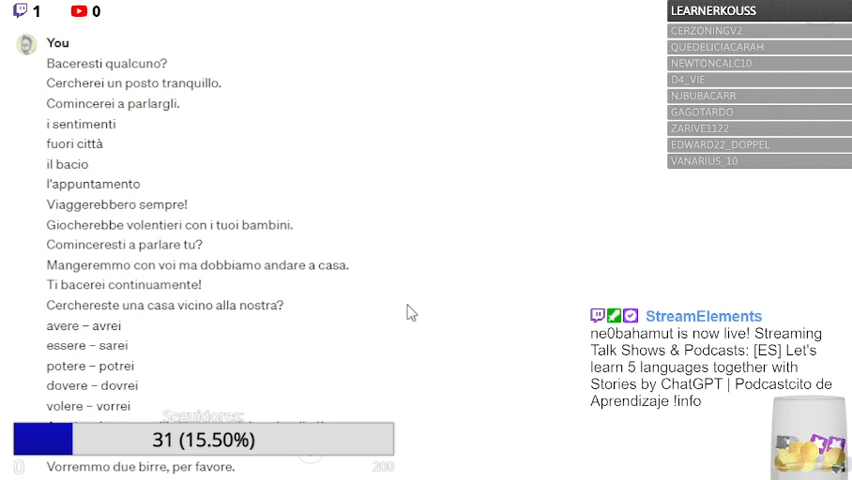 1
0
You
Baceresti qualcuno?
Cercherei un posto tranquillo.
Comincerei a parlargli.
i sentimenti
fuori città
il bacio
l'appuntamento
Viaggerebbero sempre!
Giocherebbe volentieri con i tuoi bambini.
Cominceresti a parlare tu?
Mangeremmo con voi ma dobbiamo andare a casa.
Ti bacerei continuamente!
Cerchereste una casa vicino alla nostra?
avere – avrei
essere – sarei
potere – potrei
dovere – dovrei
volere – vorrei
Seguidores:
31 (15.50%)
0
200
Vorremmo due birre, per favore.
LEARNERKOUSS
CERZONINGV2
QUEDELICIACARAH
NEWTONCALC10
D4_VIE
NJBUBACARR
GAGOTARDO
ZARIVE1122
EDWARD22_DOPPEL
VANARIUS_10
StreamElements
ne0bahamut is now live! Streaming
Talk Shows & Podcasts: [ES] Let's
learn 5 languages together with
Stories by ChatGPT | Podcastcito de
Aprendizaje !info